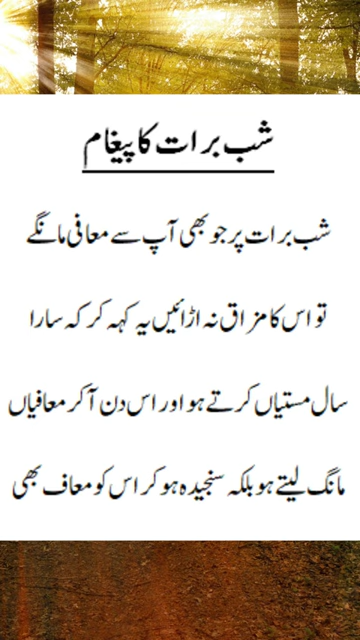 شب برات کا پیغام
شب برات پر جو بھی آپ سے معافی مانگے
تو اس کا مزاق نہ اڑائیں یہ کہہ کر کہ سارا
سال مستیاں کرتے ہو اور اس دن آ کر معافیاں
مانگ لیتے ہو بلکہ سنجیدہ ہو کر اس کو معاف بھی